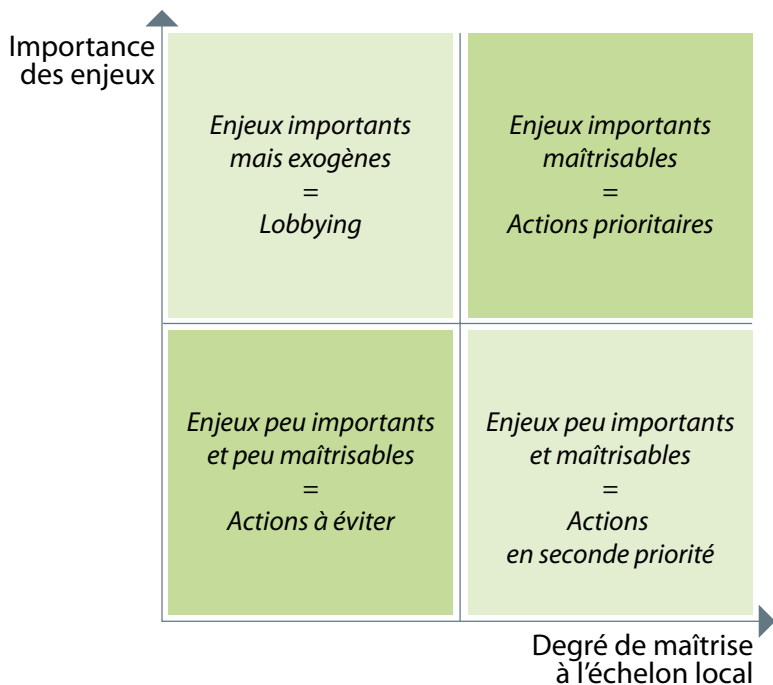 Importance
des enjeux
Enjeux importants
mais exogènes
=
Lobbying
Enjeux importants
maîtrisables
=
Actions prioritaires
Enjeux peu importants
et peu maîtrisables
=
Actions à éviter
Enjeux peu importants
et maîtrisables
=
Actions
en seconde priorité
Degré de maîtrise
à l'échelon local